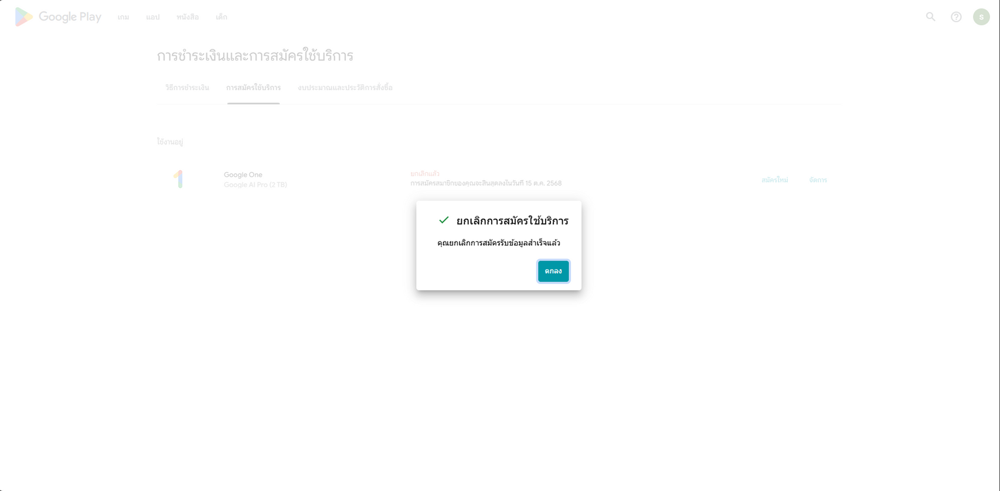 Google Play เกม แอป หนังสือ เด็ก S
การชำระเงินและการสมัครใช้บริการ
วิธีการชำระเงิน การสมัครใช้บริการ งบประมาณและประวัติการสั่งซื้อ
ใช้งานอยู่
Google One
Google AI Pro (2 TB)
ยกเลิกแล้ว
การสมัครสมาชิกของคุณจะสิ้นสุดลงในวันที่ 15 ต.ค. 2568
สมัครใหม่ จัดการ
ยกเลิกการสมัครใช้บริการ
คุณยกเลิกการสมัครรับข้อมูลสำเร็จแล้ว
ตกลง